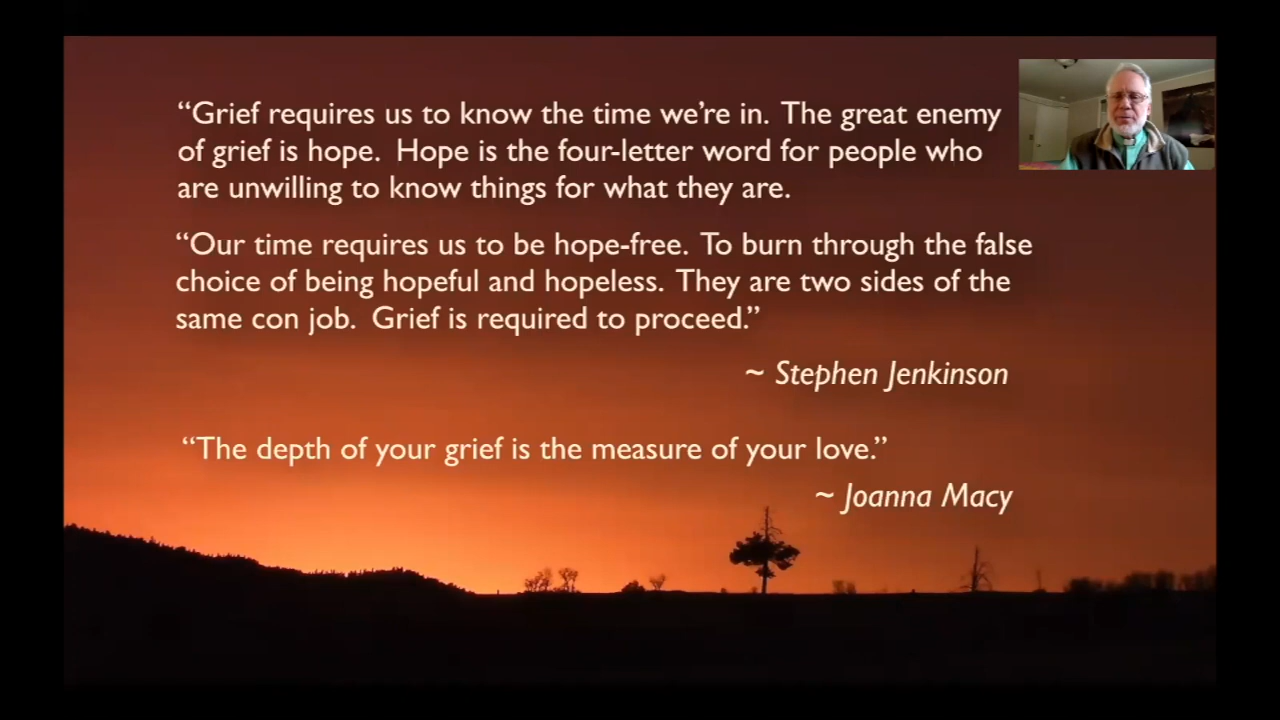 “Grief requires us to know the time we’re in. The great enemy
of grief is hope. Hope is the four-letter word for people who
are unwilling to know things for what they are.
“Our time requires us to be hope-free. To burn through the false
choice of being hopeful and hopeless. They are two sides of the
same con job. Grief is required to proceed.”
~ Stephen Jenkinson
“The depth of your grief is the measure of your love.”
~ Joanna Macy